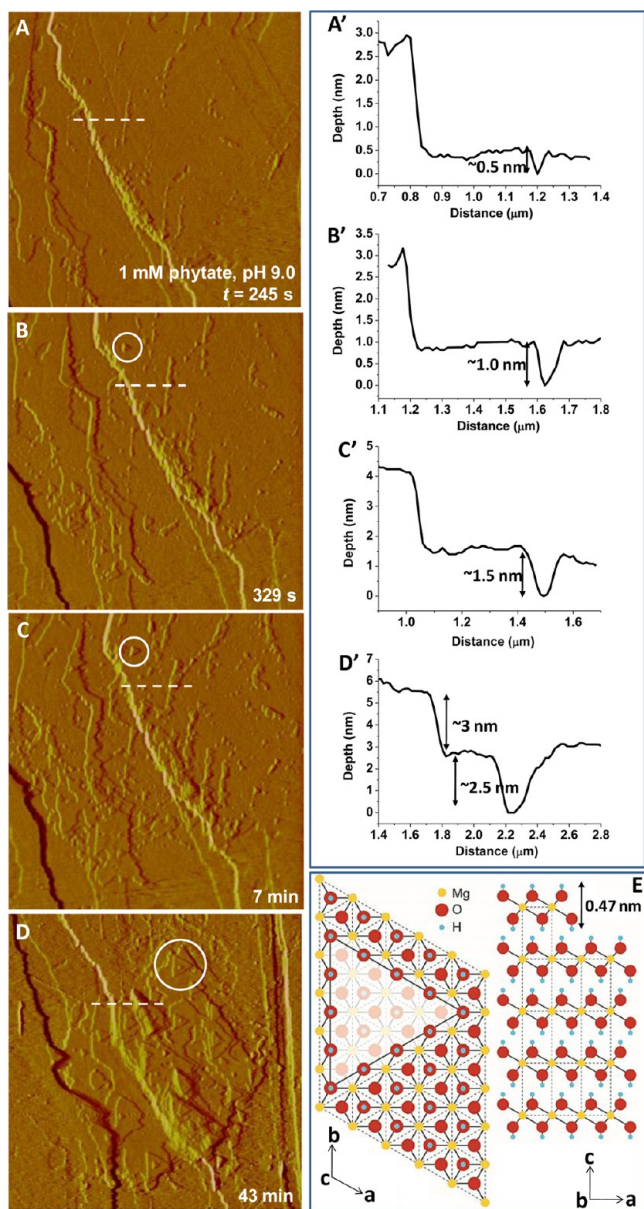 A
1 mM phytate, pH 9.0
t = 245 s
B
329 s
C
7 min
D
43 min
A'
3.0
2.5
2.0
1.5
1.0
0.5
0.0
Depth (nm)
~0.5 nm
0.7 0.8 0.9 1.0 1.1 1.2 1.3 1.4
Distance (μm)
B'
3.0
2.5
2.0
1.5
1.0
0.5
0.0
Depth (nm)
~1.0 nm
1.1 1.2 1.3 1.4 1.5 1.6 1.7 1.8
Distance (μm)
C'
5
4
3
2
1
0
Depth (nm)
~1.5 nm
1.0 1.2 1.4 1.6
Distance (μm)
D'
7
6
5
4
3
2
1
0
Depth (nm)
~3 nm
~2.5 nm
1.4 1.6 1.8 2.0 2.2 2.4 2.6 2.8
Distance (μm)
E
Mg
O
H
0.47 nm
b
c
a
c
b
a